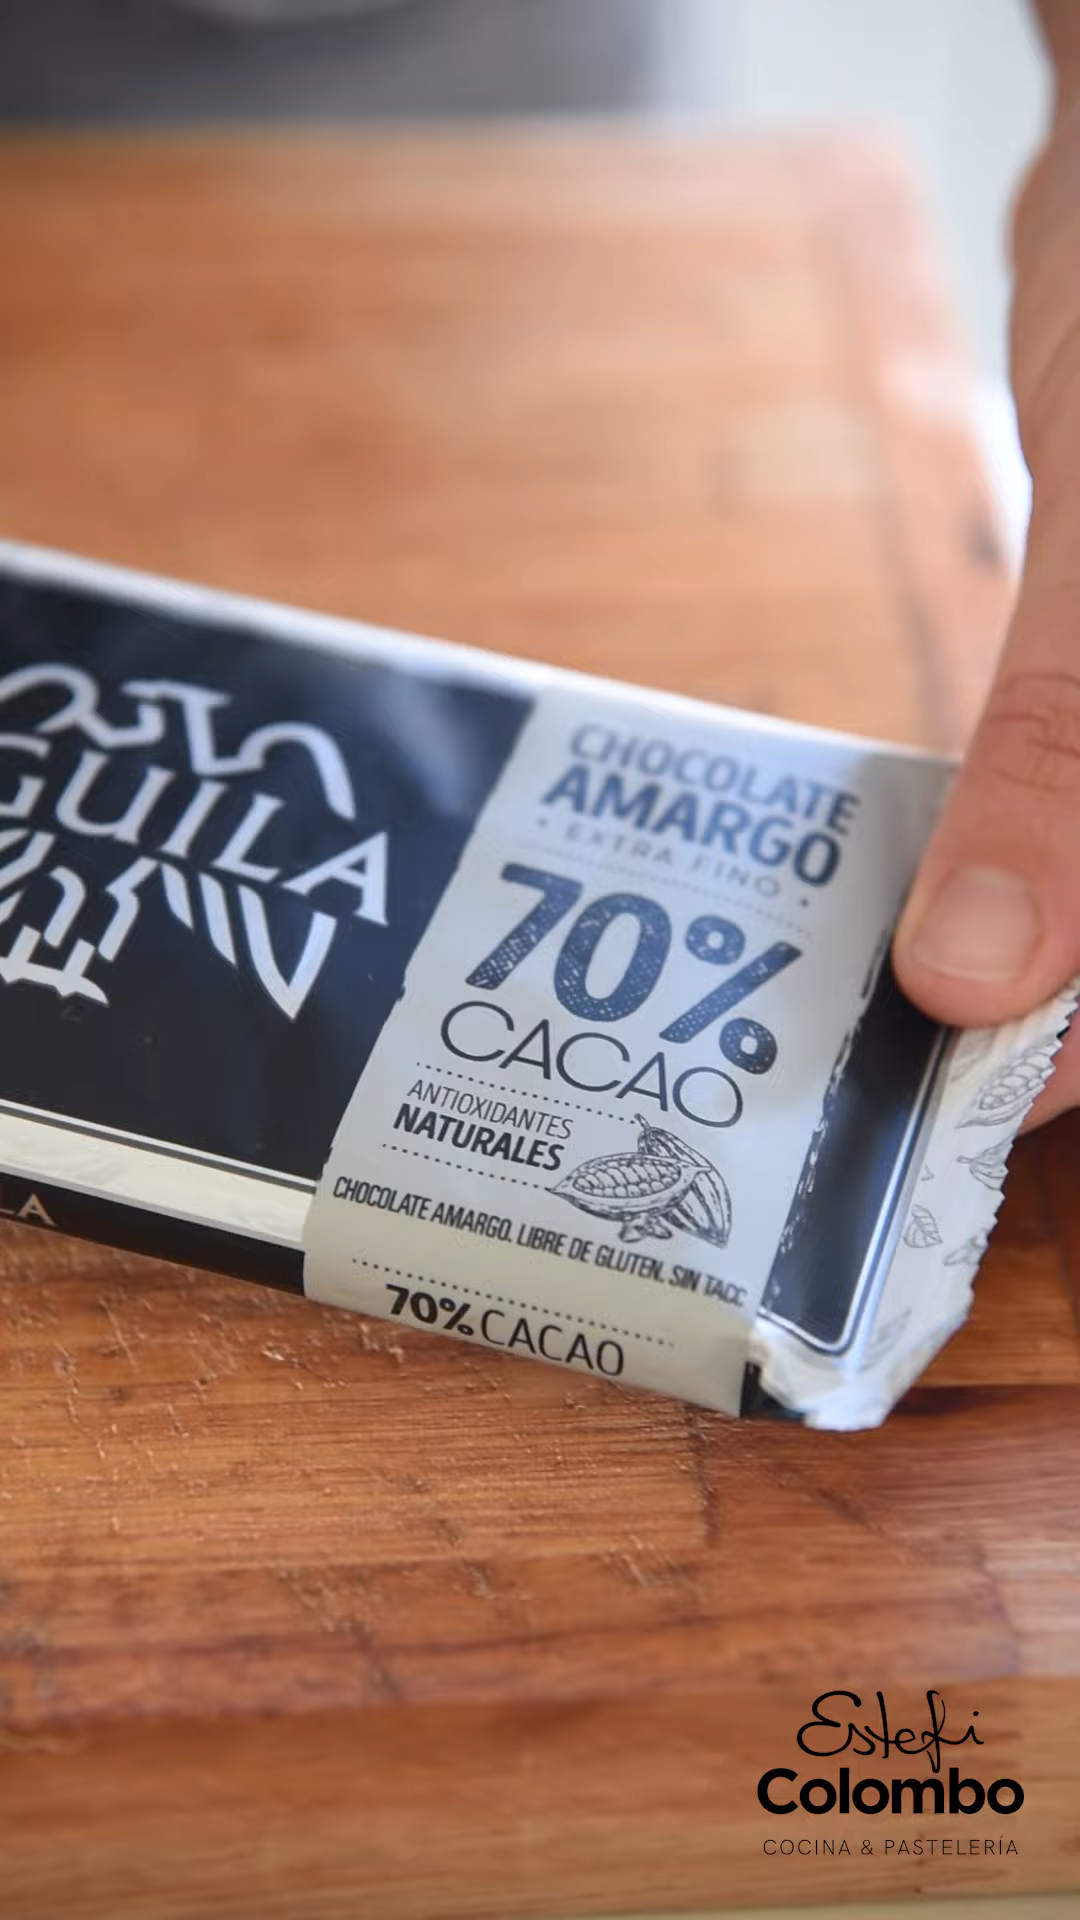 GUILA
CHOCOLATE
AMARGO
• EXTRA FINO •
70%
CACAO
ANTIOXIDANTES
NATURALES
CHOCOLATE AMARGO. LIBRE DE GLUTEN. SIN TACC
70% CACAO
LA
Estefi
Colombo
COCINA & PASTELERÍA